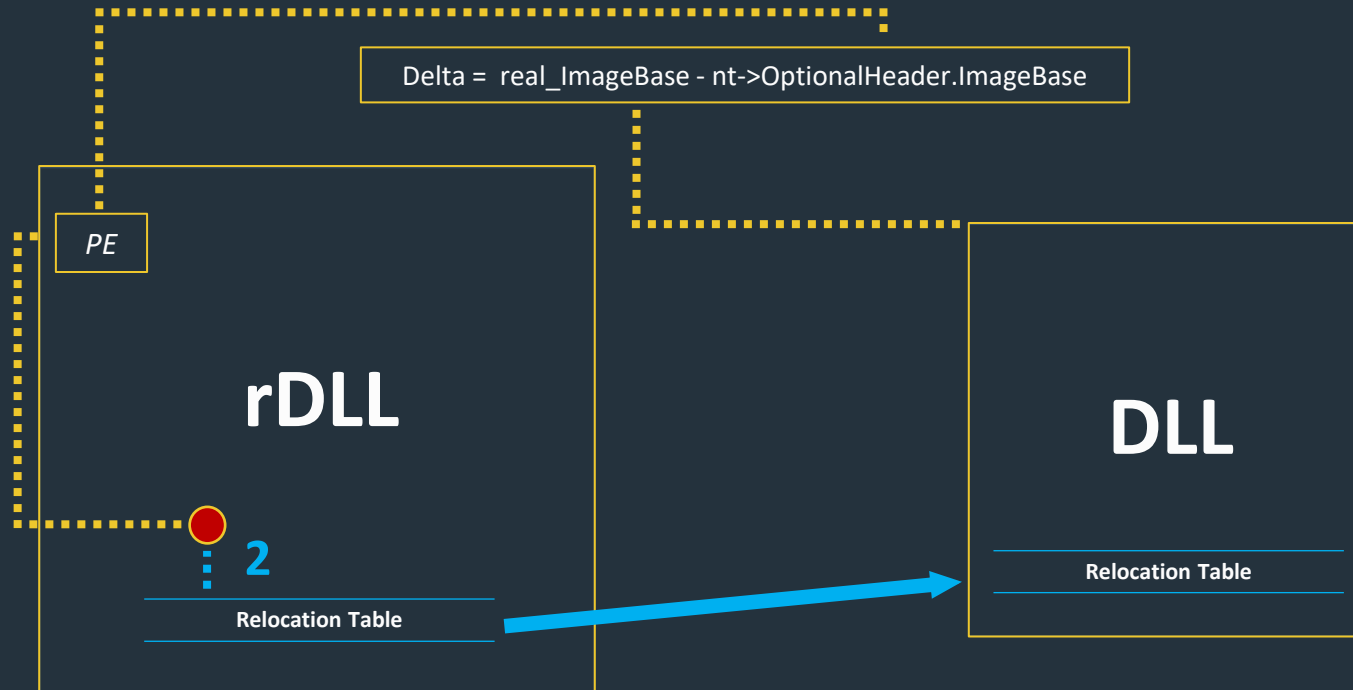 Delta = real_ImageBase - nt->OptionalHeader.ImageBase
PE
rDLL
DLL
2
Relocation Table
Relocation Table